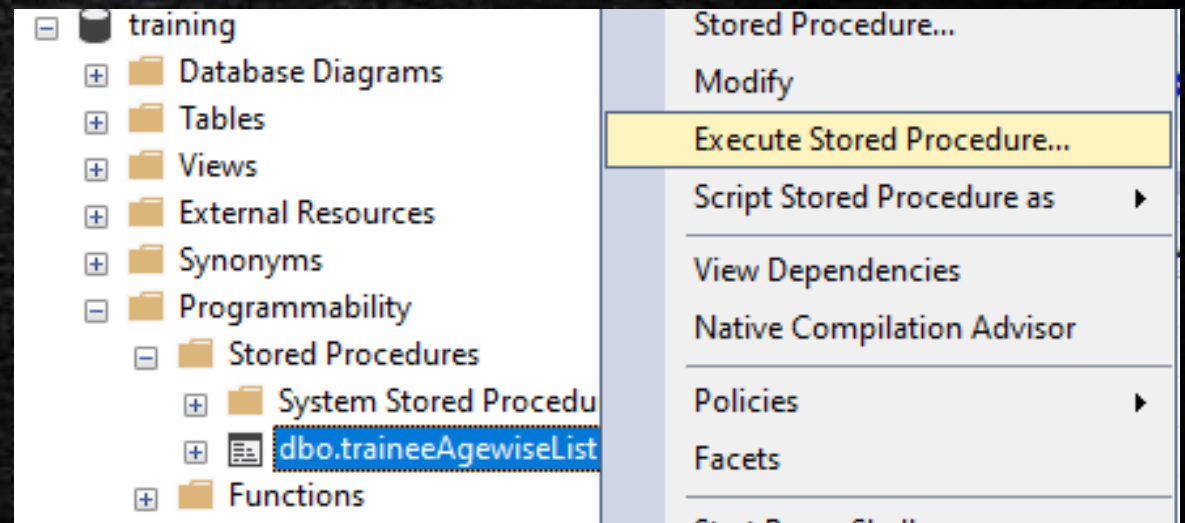 training
Database Diagrams
Tables
Views
External Resources
Synonyms
Programmability
Stored Procedures
System Stored Procedu
dbo.traineeAgewiseList
Functions
Stored Procedure...
Modify
Execute Stored Procedure...
Script Stored Procedure as
View Dependencies
Native Compilation Advisor
Policies
Facets